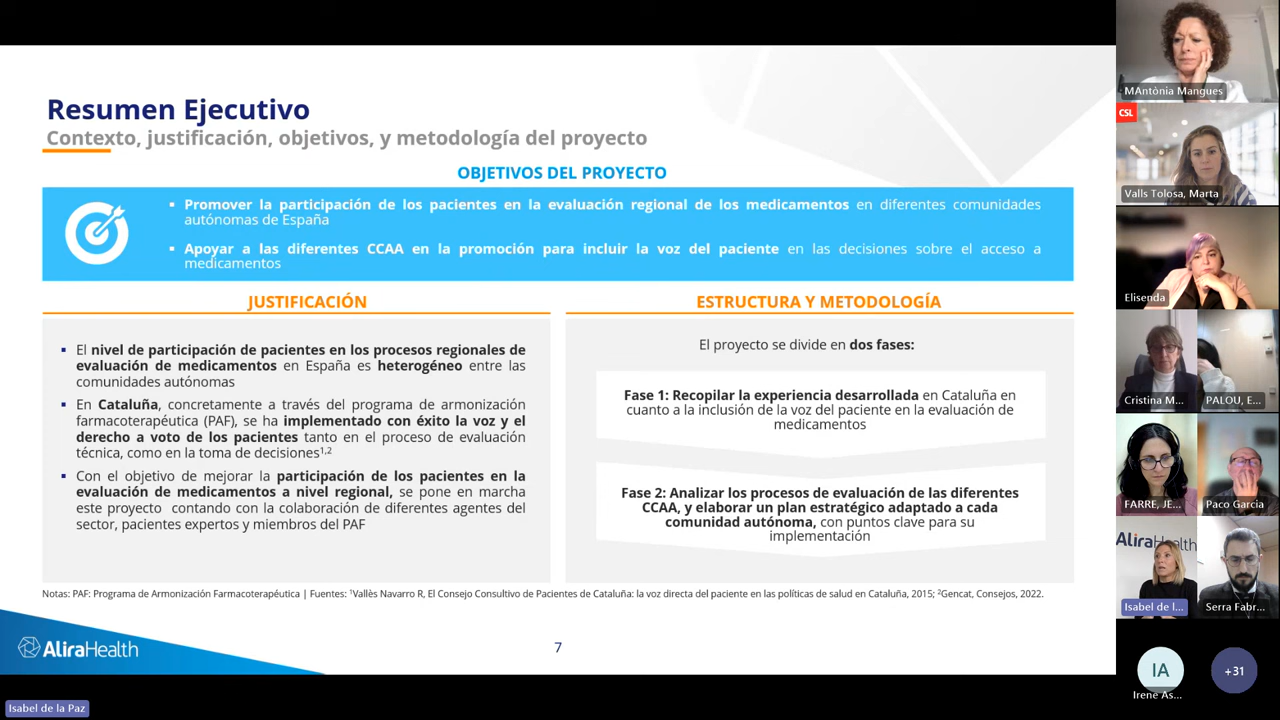 Resumen Ejecutivo
Contexto, justificación, objetivos, y metodología del proyecto
OBJETIVOS DEL PROYECTO
▪ Promover la participación de los pacientes en la evaluación regional de los medicamentos en diferentes comunidades
autónomas de España
▪ Apoyar a las diferentes CCAA en la promoción para incluir la voz del paciente en las decisiones sobre el acceso a
medicamentos
JUSTIFICACIÓN
▪ El nivel de participación de pacientes en los procesos regionales de
evaluación de medicamentos en España es heterogéneo entre las
comunidades autónomas
▪ En Cataluña, concretamente a través del programa de armonización
farmacoterapéutica (PAF), se ha implementado con éxito la voz y el
derecho a voto de los pacientes tanto en el proceso de evaluación
técnica, como en la toma de decisiones1,2
▪ Con el objetivo de mejorar la participación de los pacientes en la
evaluación de medicamentos a nivel regional, se pone en marcha
este proyecto contando con la colaboración de diferentes agentes del
sector, pacientes expertos y miembros del PAF
ESTRUCTURA Y METODOLOGÍA
El proyecto se divide en dos fases:
Fase 1: Recopilar la experiencia desarrollada en Cataluña en
cuanto a la inclusión de la voz del paciente en la evaluación de
medicamentos
Fase 2: Analizar los procesos de evaluación de las diferentes
CCAA, y elaborar un plan estratégico adaptado a cada
comunidad autónoma, con puntos clave para su
implementación
Notas: PAF: Programa de Armonización Farmacoterapéutica | Fuentes: 1Vallès Navarro R, El Consejo Consultivo de Pacientes de Cataluña: la voz directa del paciente en las políticas de salud en Cataluña, 2015; 2Gencat, Consejos, 2022.
AliraHealth
7
Isabel de la Paz
MAntònia Mangues
CSL
Valls Tolosa, Marta
Elisenda
Cristina M...
PALOU, E...
FARRE, JE...
Paco Garcia
AliraHealth
Isabel de l...
Serra Fabr...
IA
Irene As...
+31